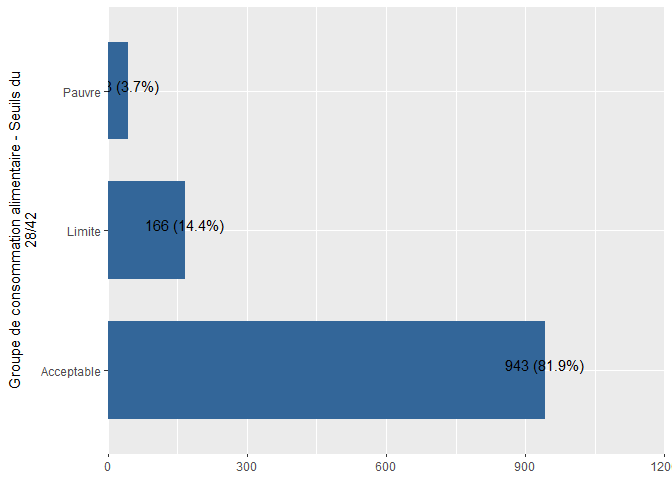 Groupe de consommation alimentaire - Seuils du
28/42
Pauvre
3 (3.7%)
Limite
166 (14.4%)
Acceptable
943 (81.9%)
0
300
600
900
120